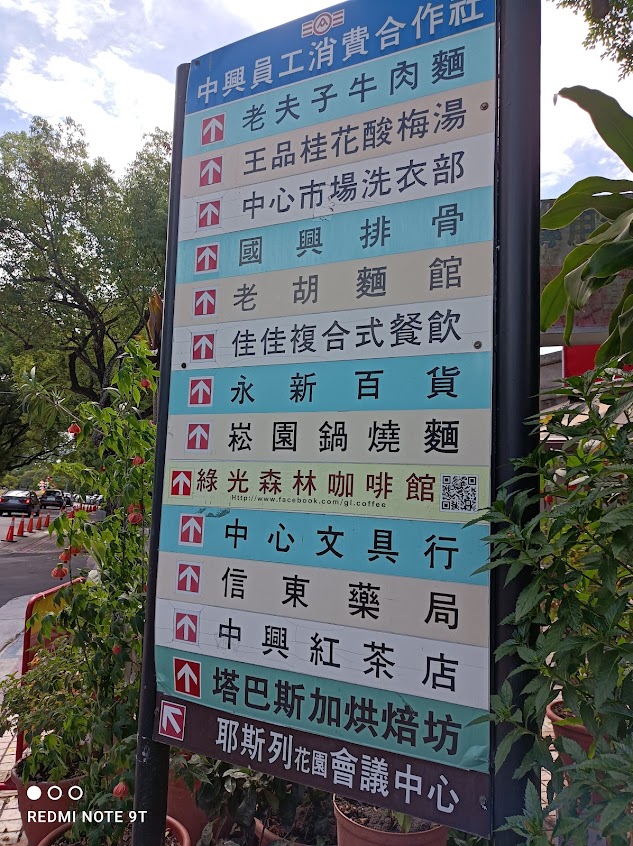 中興員工消費合作社
老夫子牛肉麵
王品桂花酸梅湯
中心市場洗衣部
國興排骨
老胡麵館
佳佳複合式餐飲
永新百貨
崧園鍋燒麵
綠光森林咖啡館
Http://www.facebook.com/gl.coffee
中心文具行
信東藥局
中興紅茶店
塔巴斯加烘焙坊
耶斯列花園會議中心
REDMI NOTE 9T